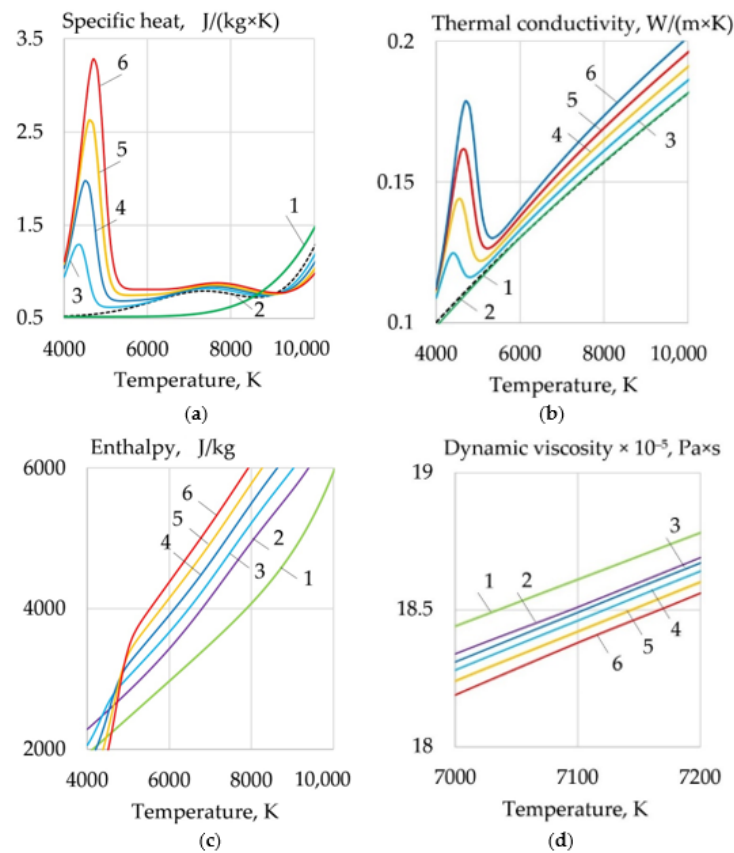 Specific heat, J/(kg×K)
3.5
2.5
1.5
0.5
6
5
4
3
1
2
4000 6000 8000 10,000
Temperature, K
(a)
Thermal conductivity, W/(m×K)
0.2
0.15
0.1
6
5
4
3
1
2
4000 6000 8000 10,000
Temperature, K
(b)
Enthalpy, J/kg
6000
4000
2000
6
5
4
2
3
1
4000 6000 8000 10,000
Temperature, K
(c)
Dynamic viscosity × 10⁻⁵, Pa×s
19
18.5
18
3
1
2
4
5
6
7000 7100 7200
Temperature, K
(d)